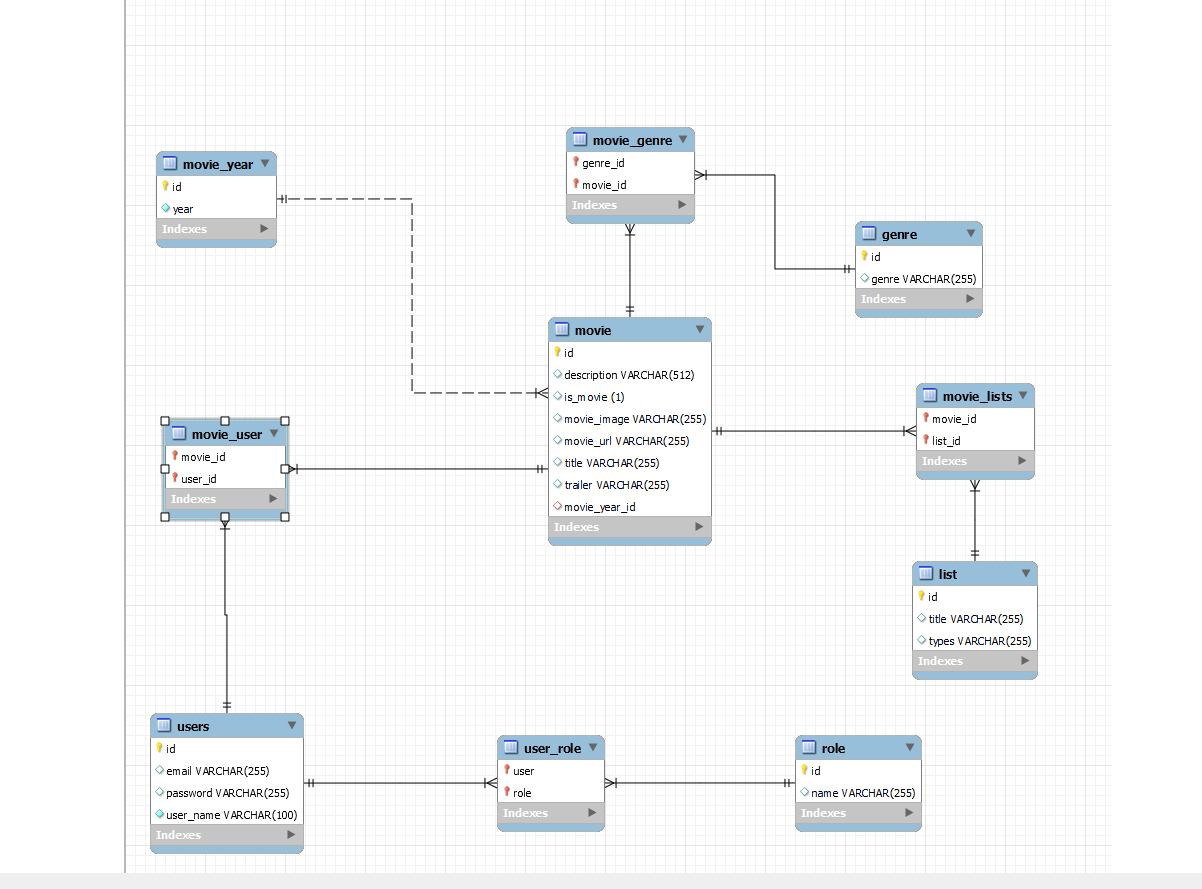 movie_year
id
year
Indexes
movie_genre
genre_id
movie_id
Indexes
genre
id
genre VARCHAR(255)
Indexes
movie
id
description VARCHAR(512)
is_movie (1)
movie_image VARCHAR(255)
movie_url VARCHAR(255)
title VARCHAR(255)
trailer VARCHAR(255)
movie_year_id
Indexes
movie_lists
movie_id
list_id
Indexes
movie_user
movie_id
user_id
Indexes
list
id
title VARCHAR(255)
types VARCHAR(255)
Indexes
users
id
email VARCHAR(255)
password VARCHAR(255)
user_name VARCHAR(100)
Indexes
user_role
user
role
Indexes
role
id
name VARCHAR(255)
Indexes